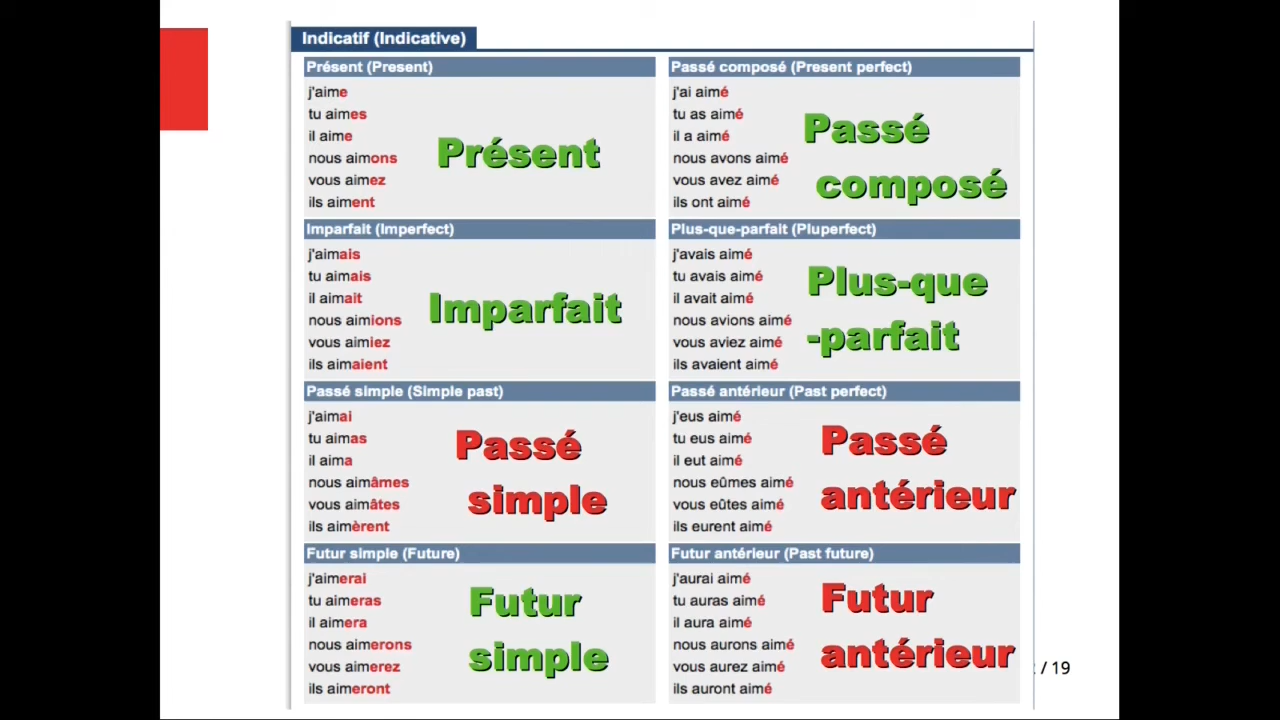 Indicatif (Indicative)
Présent (Present)
j'aime
tu aimes
il aime
nous aimons
vous aimez
ils aiment
Présent
Passé composé (Present perfect)
j'ai aimé
tu as aimé
il a aimé
nous avons aimé
vous avez aimé
ils ont aimé
Passé
composé
Imparfait (Imperfect)
j'aimais
tu aimais
il aimait
nous aimions
vous aimiez
ils aimaient
Imparfait
Plus-que-parfait (Pluperfect)
j'avais aimé
tu avais aimé
il avait aimé
nous avions aimé
vous aviez aimé
ils avaient aimé
Plus-que
-parfait
Passé simple (Simple past)
j'aimai
tu aimas
il aima
nous aimâmes
vous aimâtes
ils aimèrent
Passé
simple
Passé antérieur (Past perfect)
j'eus aimé
tu eus aimé
il eut aimé
nous eûmes aimé
vous eûtes aimé
ils eurent aimé
Passé
antérieur
Futur simple (Future)
j'aimerai
tu aimeras
il aimera
nous aimerons
vous aimerez
ils aimeront
Futur
simple
Futur antérieur (Past future)
j'aurai aimé
tu auras aimé
il aura aimé
nous aurons aimé
vous aurez aimé
ils auront aimé
Futur
antérieur
/ 19